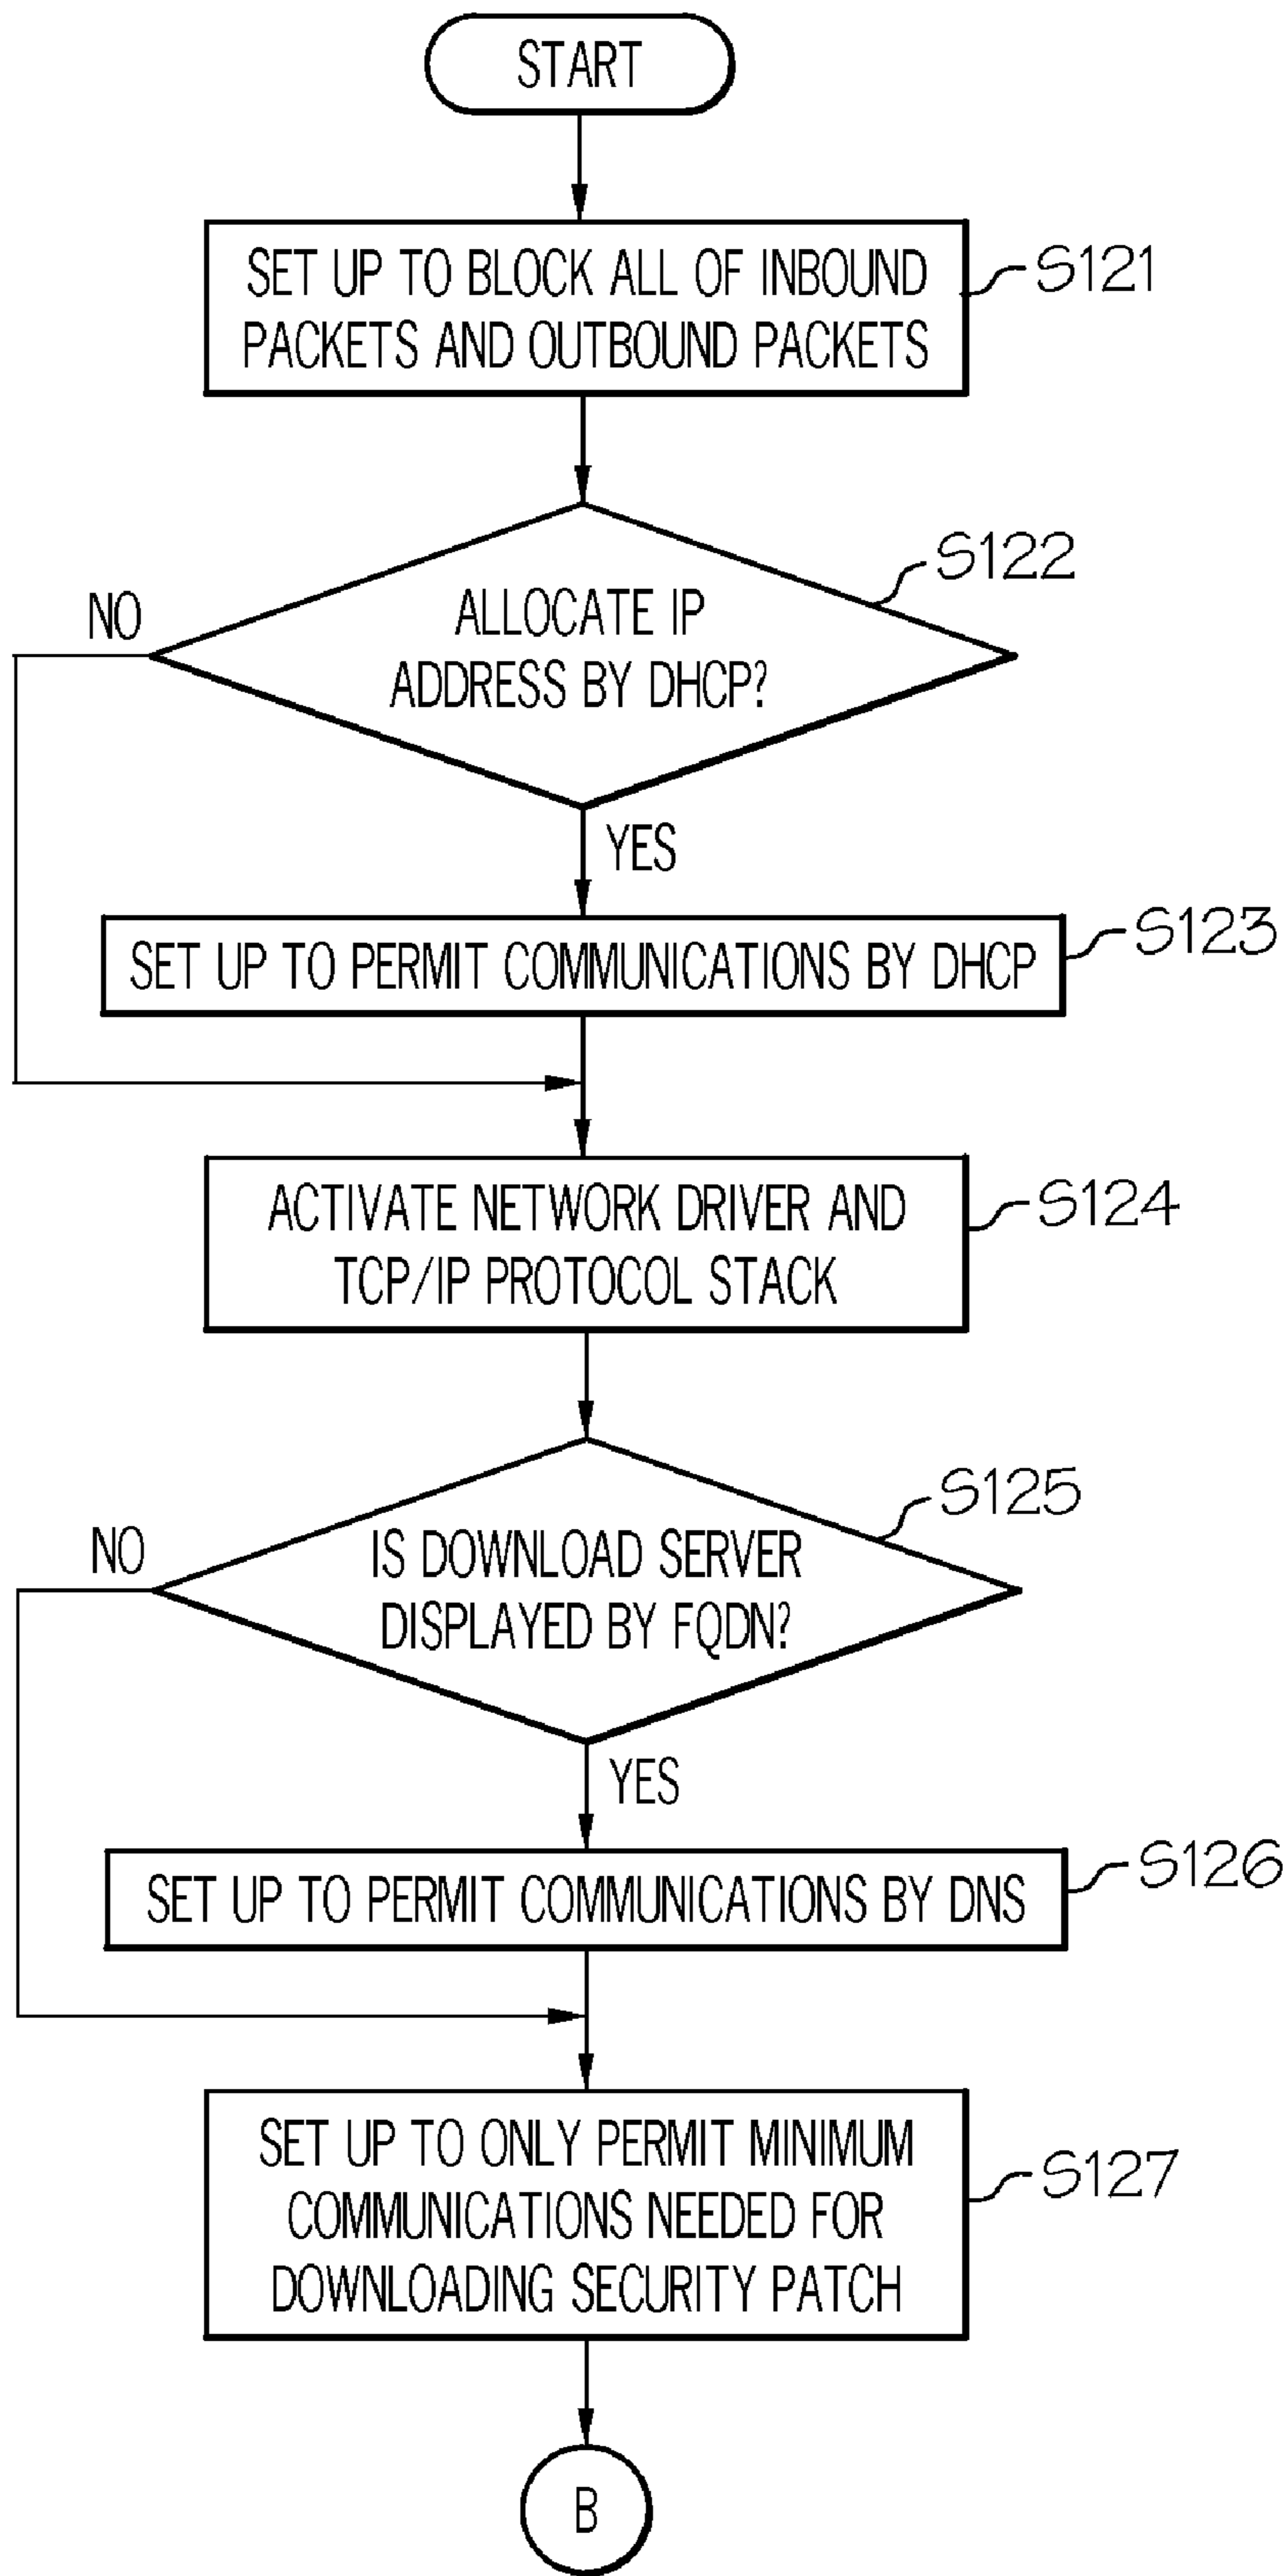 START
SET UP TO BLOCK ALL OF INBOUND
PACKETS AND OUTBOUND PACKETS
S121
ALLOCATE IP
ADDRESS BY DHCP?
S122
NO
YES
SET UP TO PERMIT COMMUNICATIONS BY DHCP
S123
ACTIVATE NETWORK DRIVER AND
TCP/IP PROTOCOL STACK
S124
IS DOWNLOAD SERVER
DISPLAYED BY FQDN?
S125
NO
YES
SET UP TO PERMIT COMMUNICATIONS BY DNS
S126
SET UP TO ONLY PERMIT MINIMUM
COMMUNICATIONS NEEDED FOR
DOWNLOADING SECURITY PATCH
S127
B